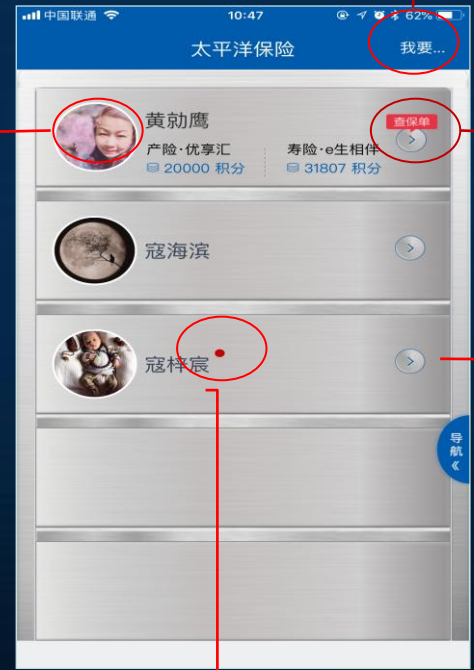 中国联通 10:47 62%
太平洋保险 我要...
黄勍鹰
查保单
产险·优享汇 寿险·e生相伴
20000 积分 31807 积分
寇海滨
寇梓宸
导航
《